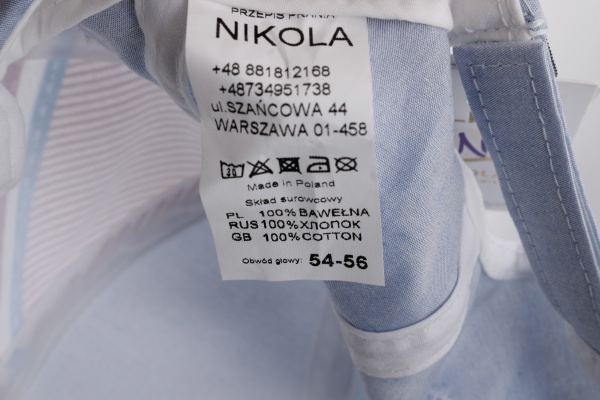 PRZEPIS PRANIA
NIKOLA
+48 881812168
+48734951738
ul.SZAŃCOWA 44
WARSZAWA 01-458
30
Made in Poland
Skład surowcowy
PL 100% BAWEŁNA
RUS 100% ХЛОПОК
GB 100% COTTON
Obwód głowy: 54-56